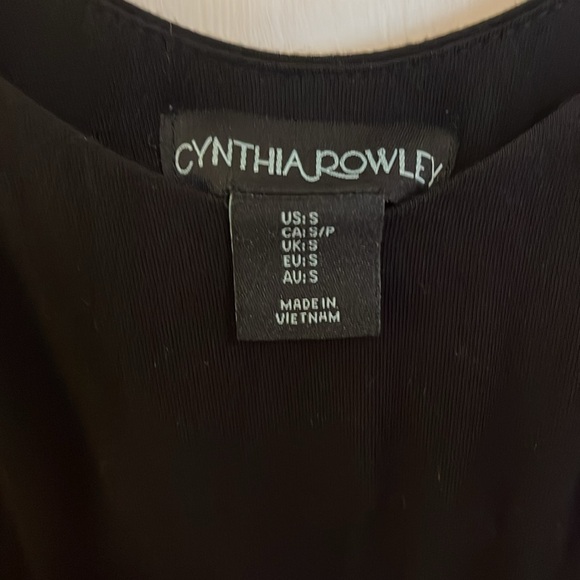 CYNTHIA ROWLEY
US: S
CA: S/P
UK: S
EU: S
AU: S
MADE IN
VIETNAM